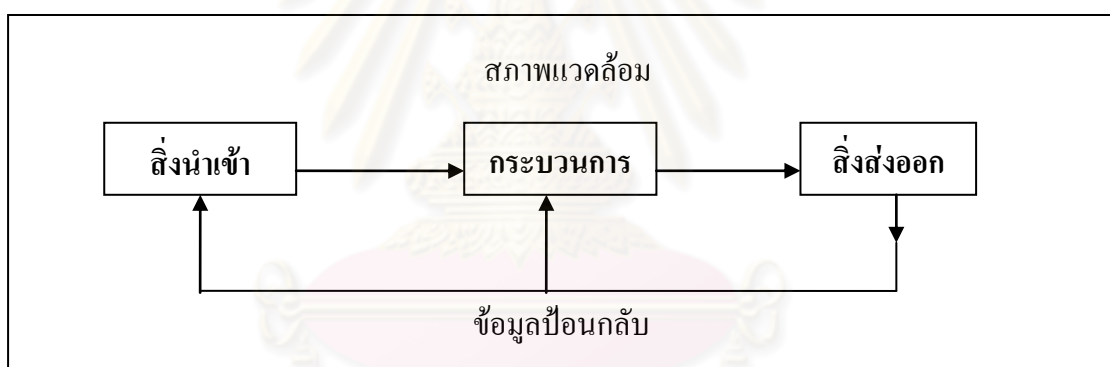 สภาพแวดล้อม
สิ่งนำเข้า กระบวนการ สิ่งส่งออก
ข้อมูลป้อนกลับ